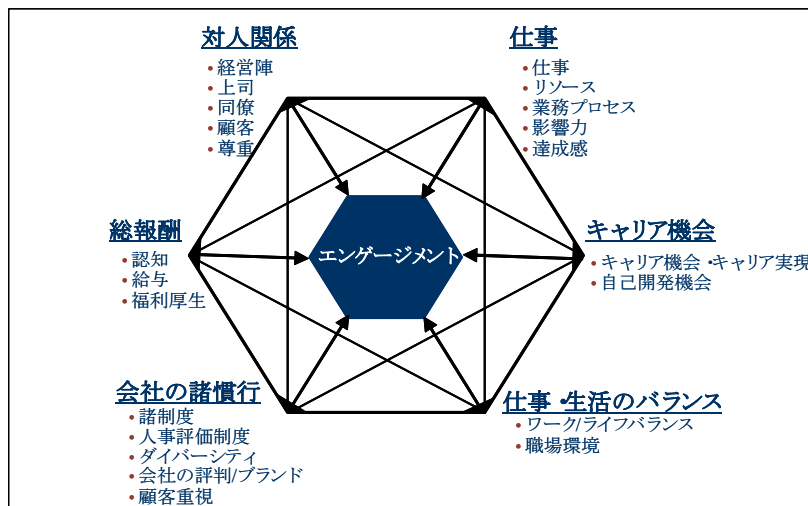 対人関係
• 経営陣
• 上司
• 同僚
• 顧客
• 尊重
仕事
• 仕事
• リソース
• 業務プロセス
• 影響力
• 達成感
総報酬
• 認知
• 給与
• 福利厚生
エンゲージメント
キャリア機会
• キャリア機会・キャリア実現
• 自己開発機会
会社の諸慣行
• 諸制度
• 人事評価制度
• ダイバーシティ
• 会社の評判/ブランド
• 顧客重視
仕事・生活のバランス
• ワーク/ライフバランス
• 職場環境